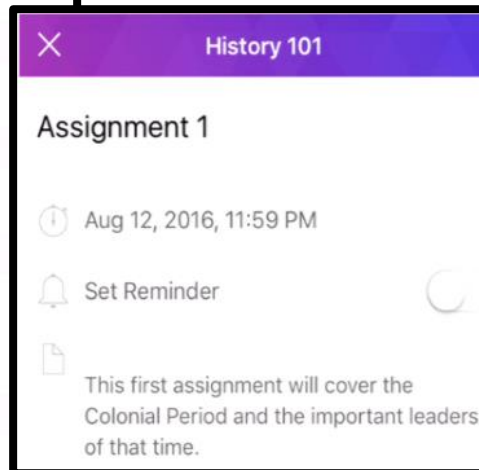 History 101
Assignment 1
Aug 12, 2016, 11:59 PM
Set Reminder
This first assignment will cover the
Colonial Period and the important leaders
of that time.